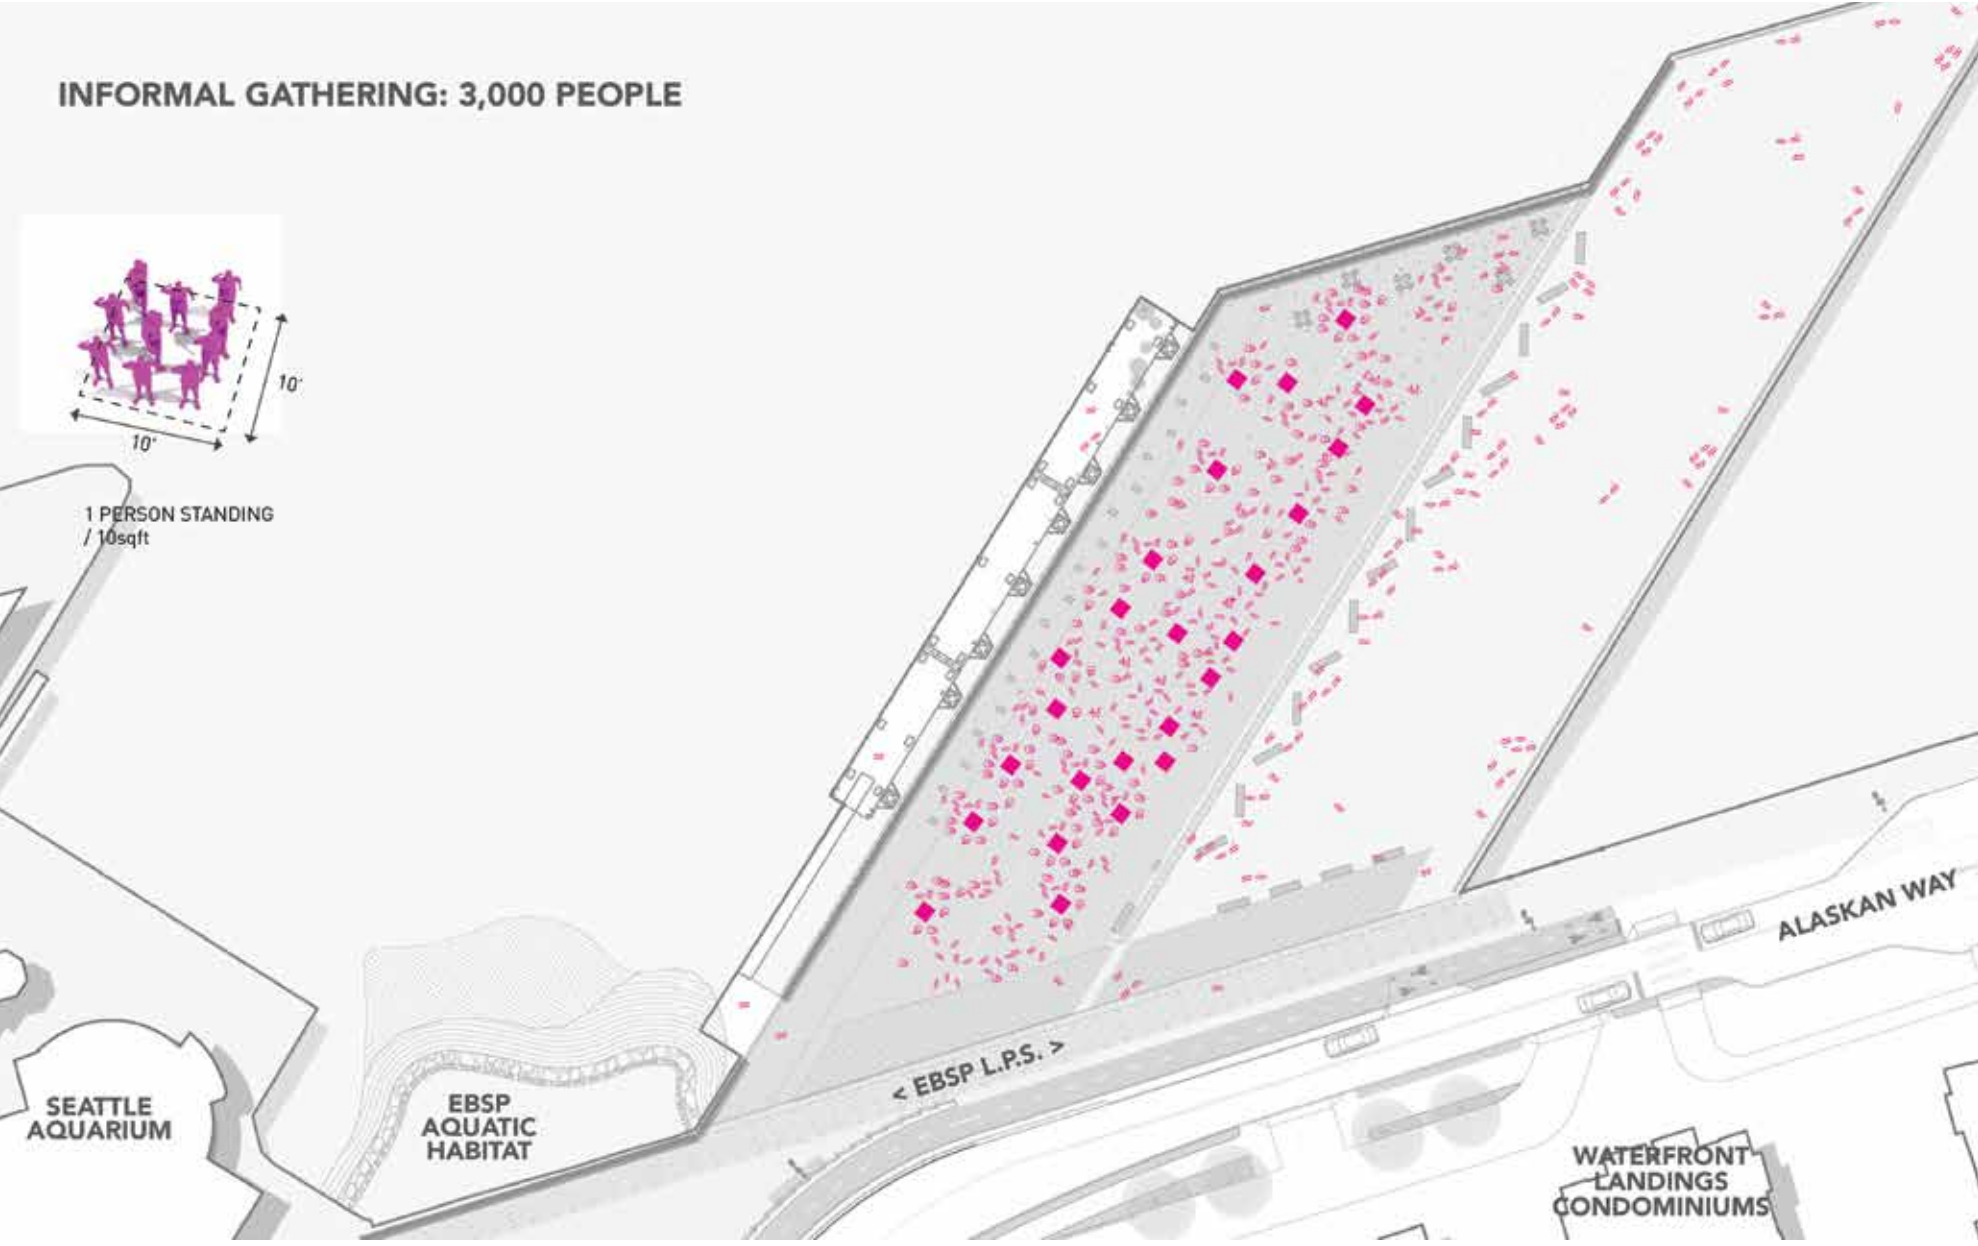 INFORMAL GATHERING: 3,000 PEOPLE
10'
10'
1 PERSON STANDING
/ 10sqft
ALASKAN WAY
< EBSP L.P.S. >
SEATTLE
AQUARIUM
EBSP
AQUATIC
HABITAT
WATERFRONT
LANDINGS
CONDOMINIUMS